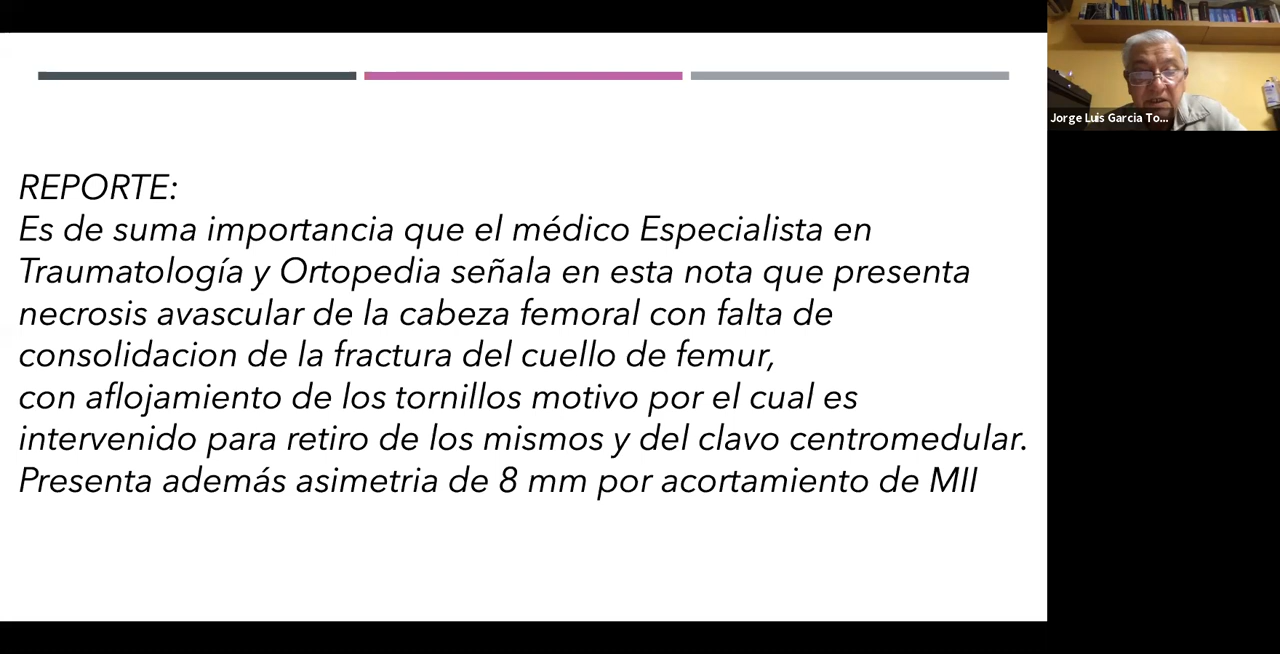 REPORTE:
Es de suma importancia que el médico Especialista en
Traumatología y Ortopedia señala en esta nota que presenta
necrosis avascular de la cabeza femoral con falta de
consolidacion de la fractura del cuello de femur,
con aflojamiento de los tornillos motivo por el cual es
intervenido para retiro de los mismos y del clavo centromedular.
Presenta además asimetria de 8 mm por acortamiento de MII
Jorge Luis Garcia To...